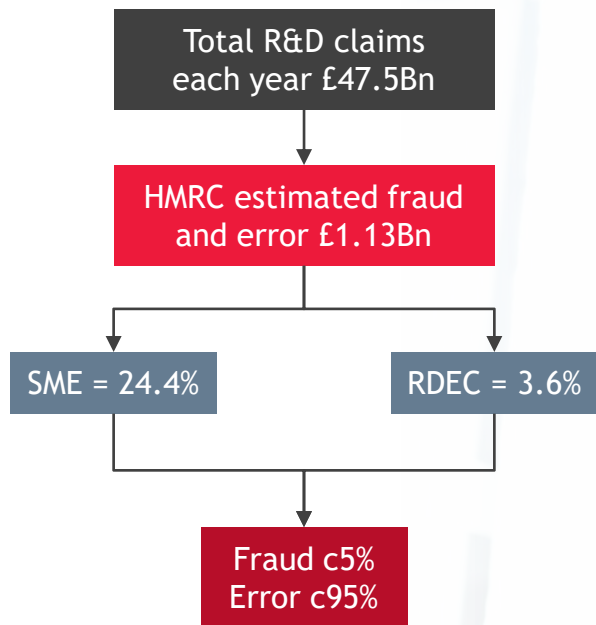 Total R&D claims
each year £47.5Bn
HMRC estimated fraud
and error £1.13Bn
SME = 24.4%
RDEC = 3.6%
Fraud c5%
Error c95%